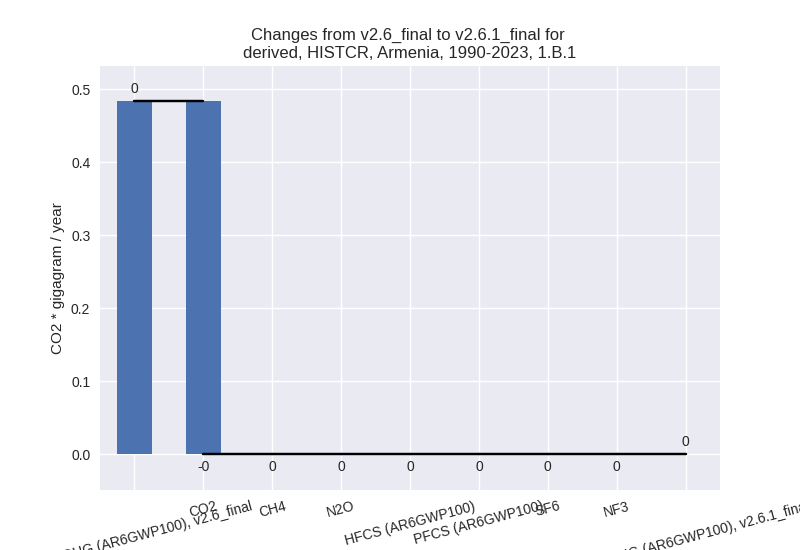 Changes from v2.6_final to v2.6.1_final for
derived, HISTCR, Armenia, 1990-2023, 1.B.1
CO2 * gigagram / year
0.5
0.4
0.3
0.2
0.1
0.0
0
-0
0
0
0
0
0
0
0
(AR6GWP100), v2.6_final
CO2
CH4
N2O
HFCS (AR6GWP100)
PFCS (AR6GWP100)
SF6
NF3
(AR6GWP100), v2.6.1_fina